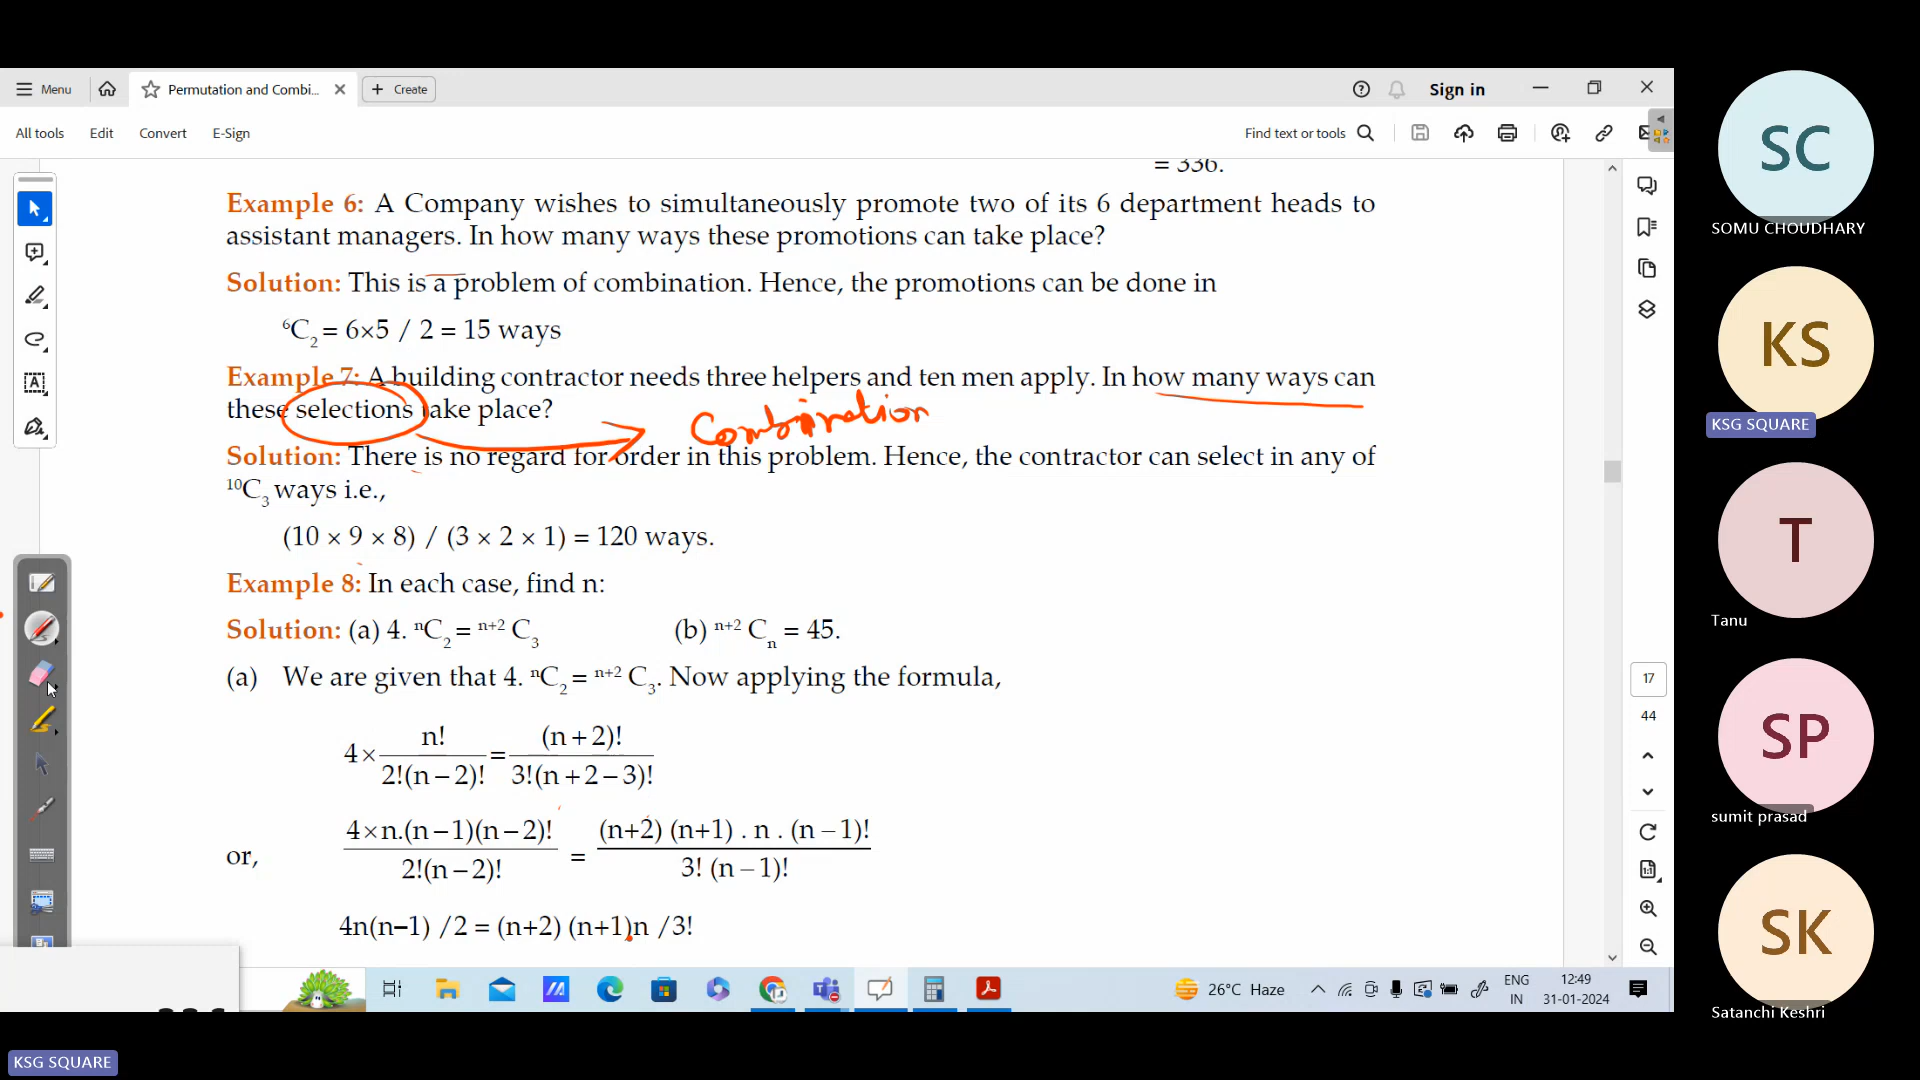 Menu
Permutation and Combi...
Create
Sign in
All tools
Edit
Convert
E-Sign
Find text or tools
= 336.
Example 6: A Company wishes to simultaneously promote two of its 6 department heads to
assistant managers. In how many ways these promotions can take place?
Solution: This is a problem of combination. Hence, the promotions can be done in
⁶C₂ = 6×5 / 2 = 15 ways
Example 7: A building contractor needs three helpers and ten men apply. In how many ways can
these selections take place?
Combination
Solution: There is no regard for order in this problem. Hence, the contractor can select in any of
¹⁰C₃ ways i.e.,
(10 × 9 × 8) / (3 × 2 × 1) = 120 ways.
Example 8: In each case, find n:
Solution: (a) 4. ⁿC₂ = ⁿ⁺² C₃ (b) ⁿ⁺² Cₙ = 45.
(a) We are given that 4. ⁿC₂ = ⁿ⁺² C₃. Now applying the formula,
4 × n! / 2!(n − 2)! = (n + 2)! / 3!(n + 2 − 3)!
or, 4×n.(n−1)(n−2)! / 2!(n−2)! = (n+2) (n+1) . n . (n−1)! / 3! (n−1)!
4n(n−1) /2 = (n+2) (n+1)n /3!
17
44
26°C Haze
ENG
IN
12:49
31-01-2024
SC
SOMU CHOUDHARY
KS
KSG SQUARE
T
Tanu
SP
sumit prasad
SK
Satanchi Keshri
KSG SQUARE